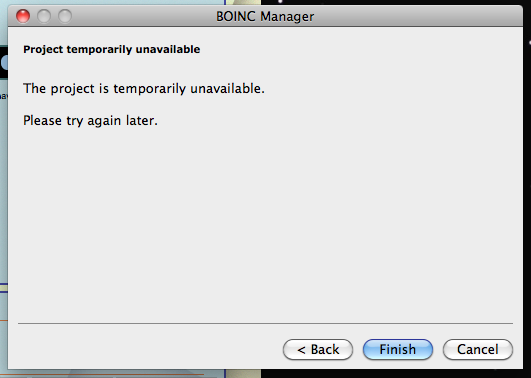 BOINC Manager
Project temporarily unavailable
The project is temporarily unavailable.
Please try again later.
< Back Finish Cancel